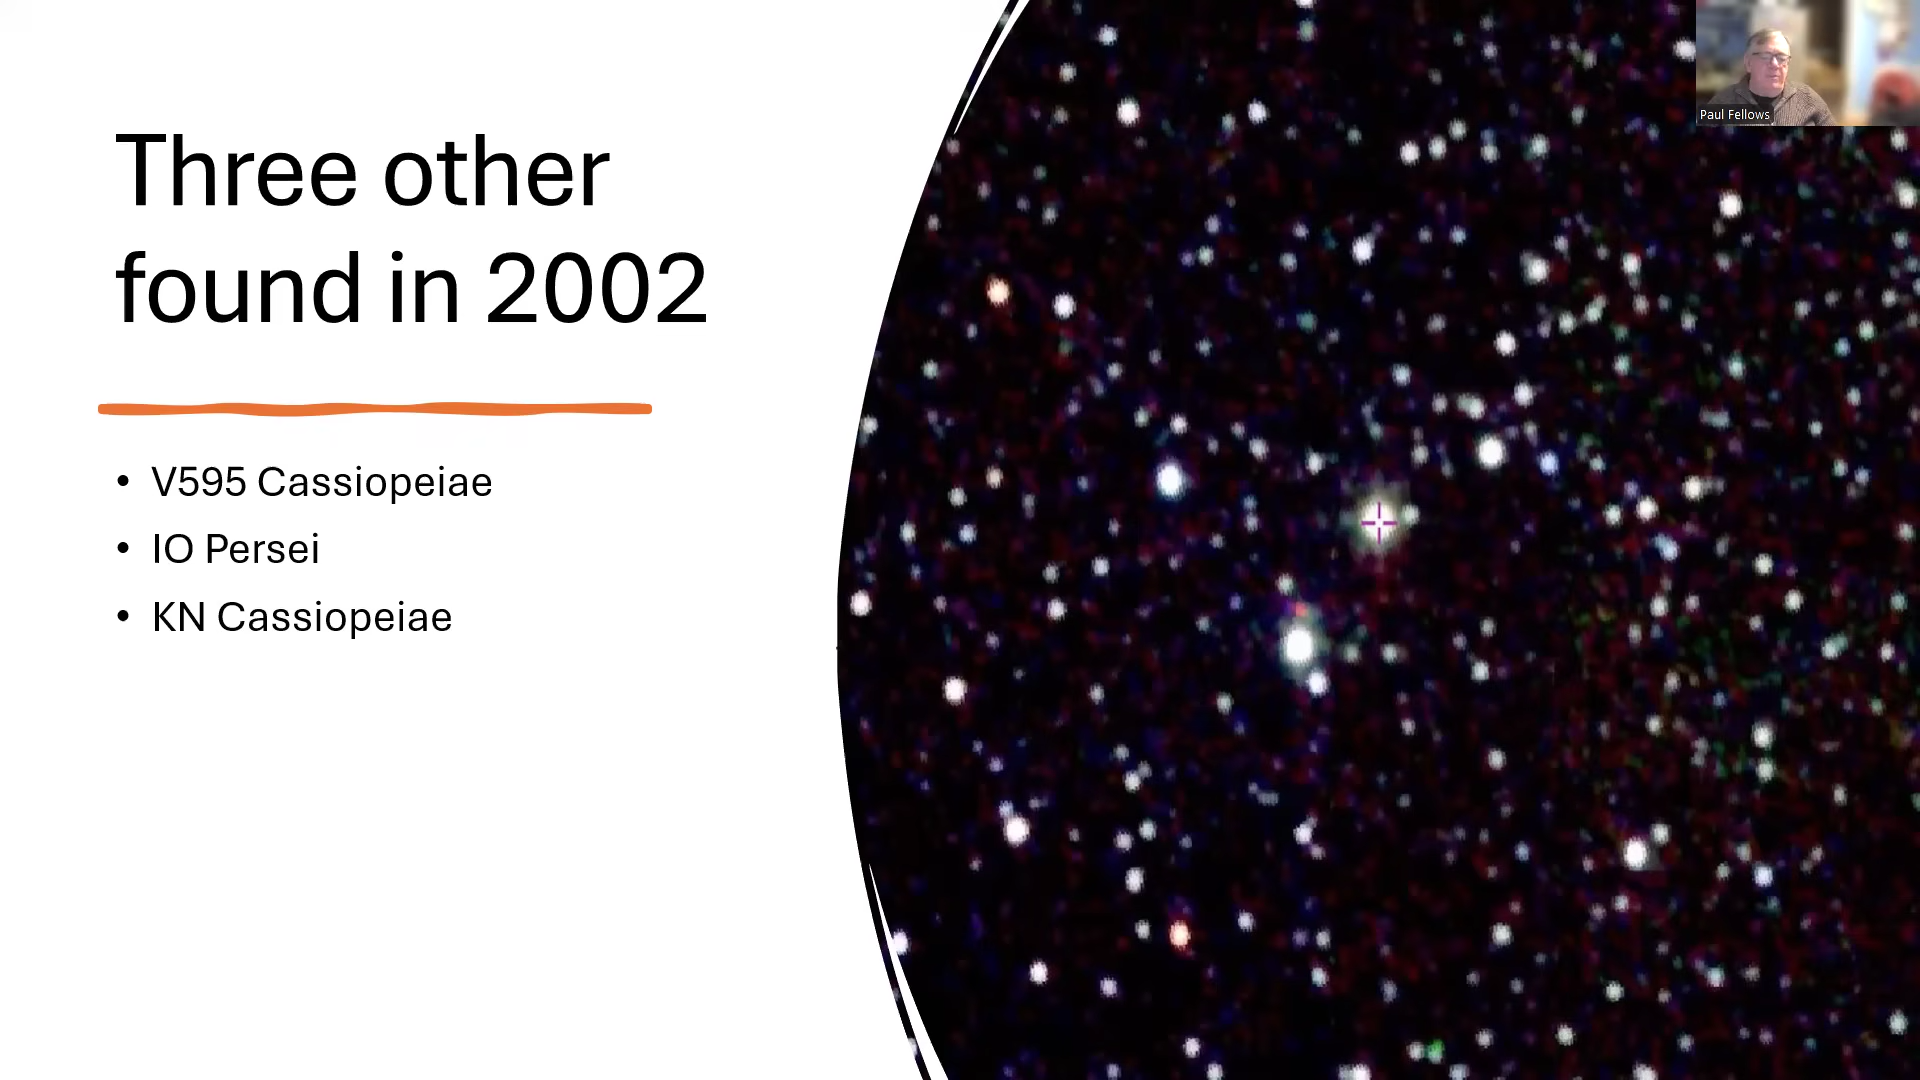 Three other
found in 2002
• V595 Cassiopeiae
• IO Persei
• KN Cassiopeiae
Paul Fellows